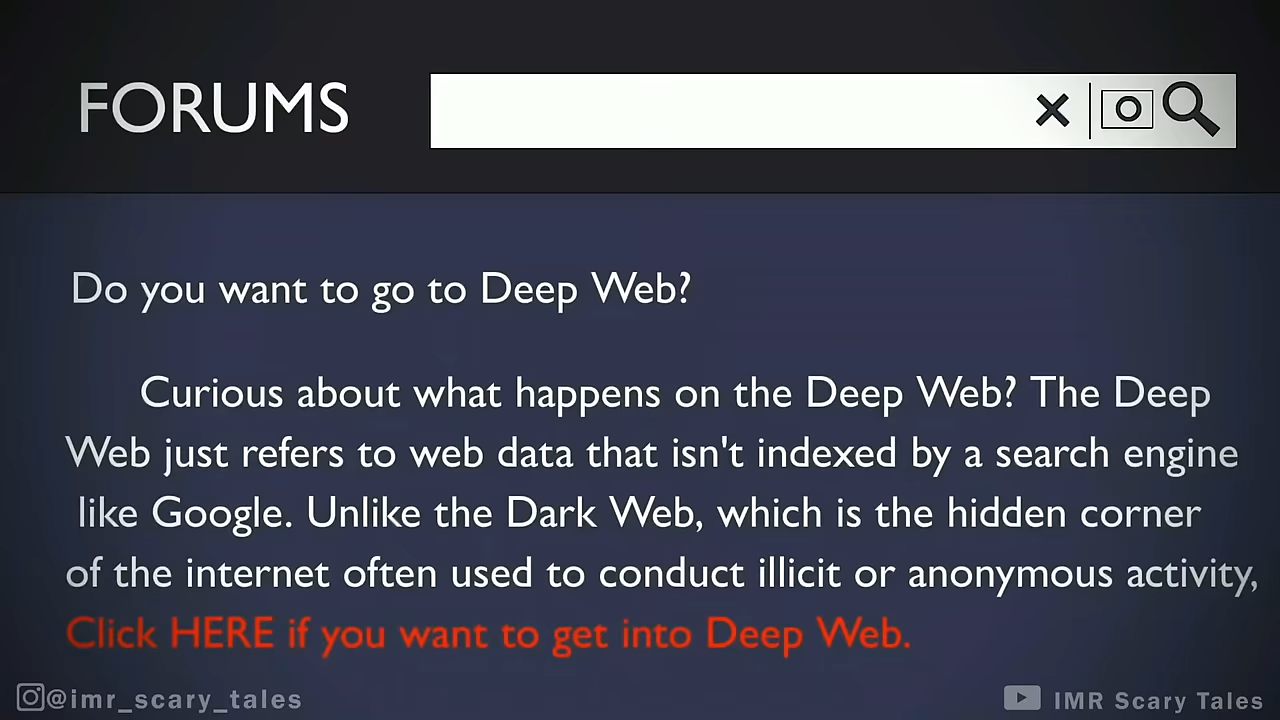 FORUMS
Do you want to go to Deep Web?
Curious about what happens on the Deep Web? The Deep
Web just refers to web data that isn't indexed by a search engine
like Google. Unlike the Dark Web, which is the hidden corner
of the internet often used to conduct illicit or anonymous activity,
Click HERE if you want to get into Deep Web.
@imr_scary_tales
IMR Scary Tales